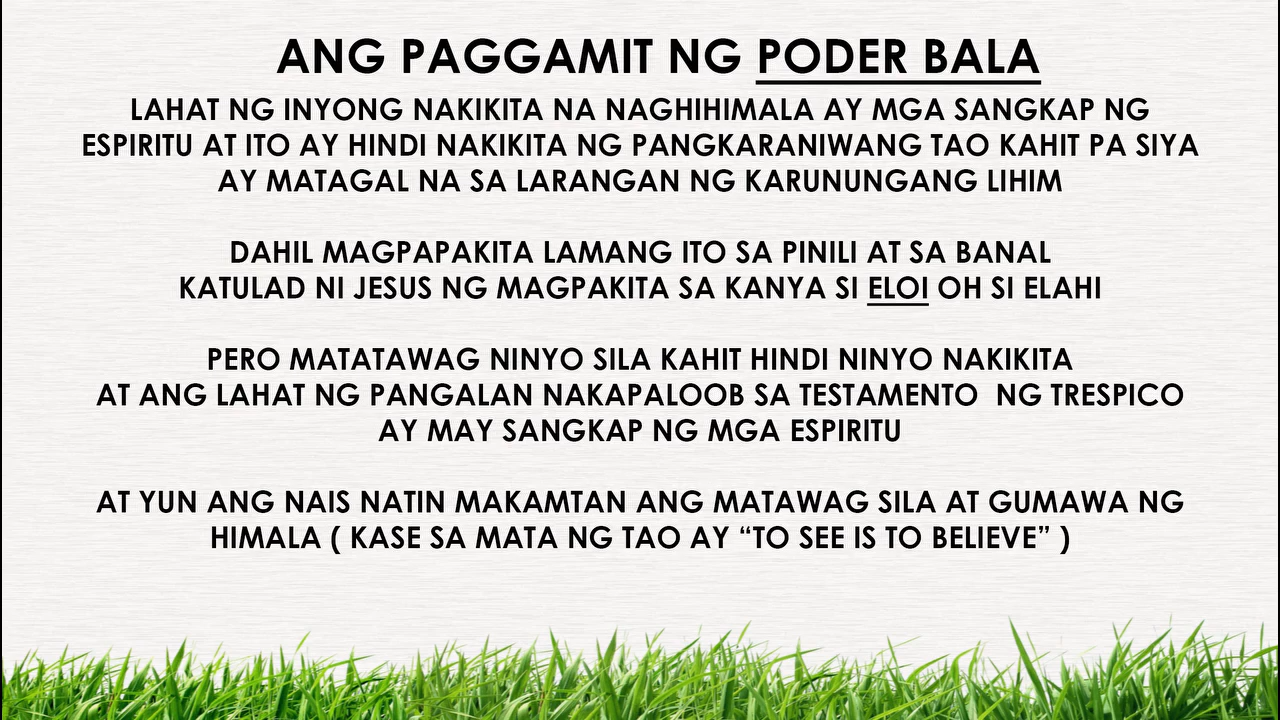 ANG PAGGAMIT NG PODER BALA
LAHAT NG INYONG NAKIKITA NA NAGHIHIMALA AY MGA SANGKAP NG
ESPIRITU AT ITO AY HINDI NAKIKITA NG PANGKARANIWANG TAO KAHIT PA SIYA
AY MATAGAL NA SA LARANGAN NG KARUNUNGANG LIHIM
DAHIL MAGPAPAKITA LAMANG ITO SA PINILI AT SA BANAL
KATULAD NI JESUS NG MAGPAKITA SA KANYA SI ELOI OH SI ELAHI
PERO MATATAWAG NINYO SILA KAHIT HINDI NINYO NAKIKITA
AT ANG LAHAT NG PANGALAN NAKAPALOOB SA TESTAMENTO  NG TRESPICO
AY MAY SANGKAP NG MGA ESPIRITU
AT YUN ANG NAIS NATIN MAKAMTAN ANG MATAWAG SILA AT GUMAWA NG
HIMALA ( KASE SA MATA NG TAO AY “TO SEE IS TO BELIEVE” )